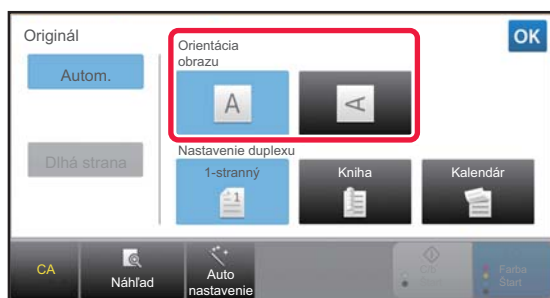 Originál
OK
Orientácia
obrazu
Autom.
A
A
Dlhá strana
Nastavenie duplexu
1-stranný
Kniha
Kalendár
1
CA
Náhľad
Auto
nastavenie
Farba
Štart